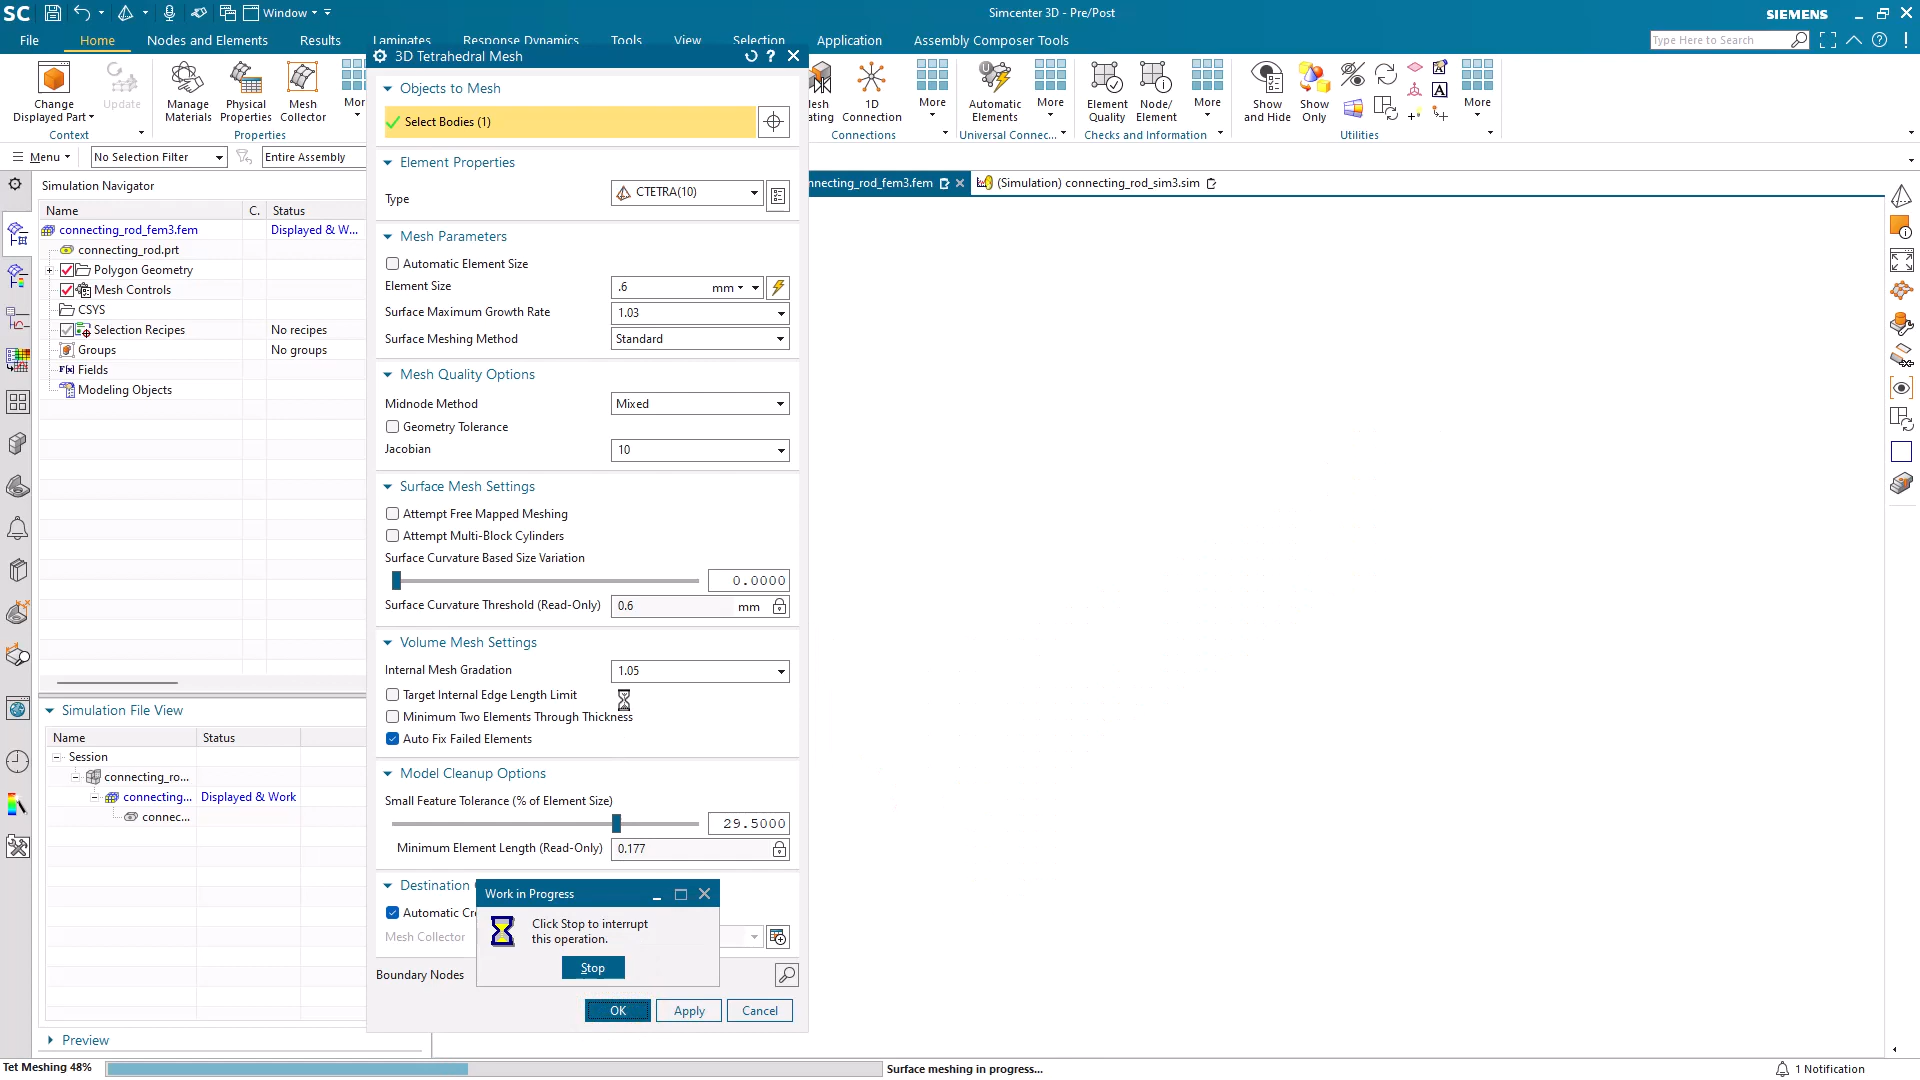 SC
Window
Simcenter 3D - Pre/Post
SIEMENS
File
Home
Nodes and Elements
Results
Laminates
Response Dynamics
Tools
View
Selection
Application
Assembly Composer Tools
Type Here to Search
3D Tetrahedral Mesh
Change Displayed Part
Update
Manage Materials
Physical Properties
Mesh Collector
1D Connection
More
Automatic Elements
More
Element Quality
Node/ Element
More
Show and Hide
Show Only
More
Context
Properties
Connections
Universal Connec...
Checks and Information
Utilities
Menu
No Selection Filter
Entire Assembly
Simulation Navigator
Name
C.
Status
connecting_rod_fem3.fem
Displayed & W...
connecting_rod.prt
Polygon Geometry
Mesh Controls
CSYS
Selection Recipes
No recipes
Groups
No groups
Fields
Modeling Objects
Simulation File View
Name
Status
Session
connecting_ro...
connecting...
Displayed & Work
connec...
Preview
Objects to Mesh
Select Bodies (1)
Element Properties
Type
CTETRA(10)
Mesh Parameters
Automatic Element Size
Element Size
.6
mm
Surface Maximum Growth Rate
1.03
Surface Meshing Method
Standard
Mesh Quality Options
Midnode Method
Mixed
Geometry Tolerance
Jacobian
10
Surface Mesh Settings
Attempt Free Mapped Meshing
Attempt Multi-Block Cylinders
Surface Curvature Based Size Variation
0.0000
Surface Curvature Threshold (Read-Only)
0.6
mm
Volume Mesh Settings
Internal Mesh Gradation
1.05
Target Internal Edge Length Limit
Minimum Two Elements Through Thickness
Auto Fix Failed Elements
Model Cleanup Options
Small Feature Tolerance (% of Element Size)
29.5000
Minimum Element Length (Read-Only)
0.177
Destination
Automatic
Mesh Collector
Work in Progress
Click Stop to interrupt
this operation.
Stop
Boundary Nodes
OK
Apply
Cancel
(Simulation) connecting_rod_sim3.sim
Tet Meshing 48%
Surface meshing in progress...
1 Notification